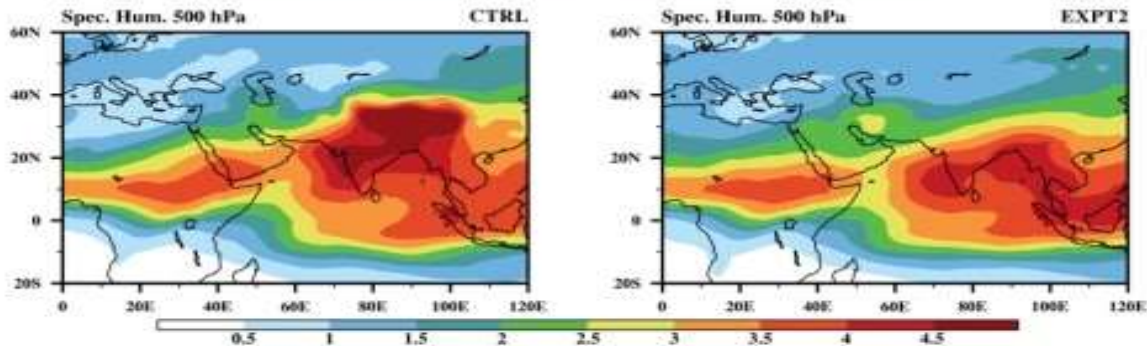 Spec. Hum. 500 hPa CTRL
Spec. Hum. 500 hPa EXPT2
60N
40N
20N
0
20S
0 20E 40E 60E 80E 100E 120E
60N
40N
20N
0
20S
0 20E 40E 60E 80E 100E 120E
0.5 1 1.5 2 2.5 3 3.5 4 4.5